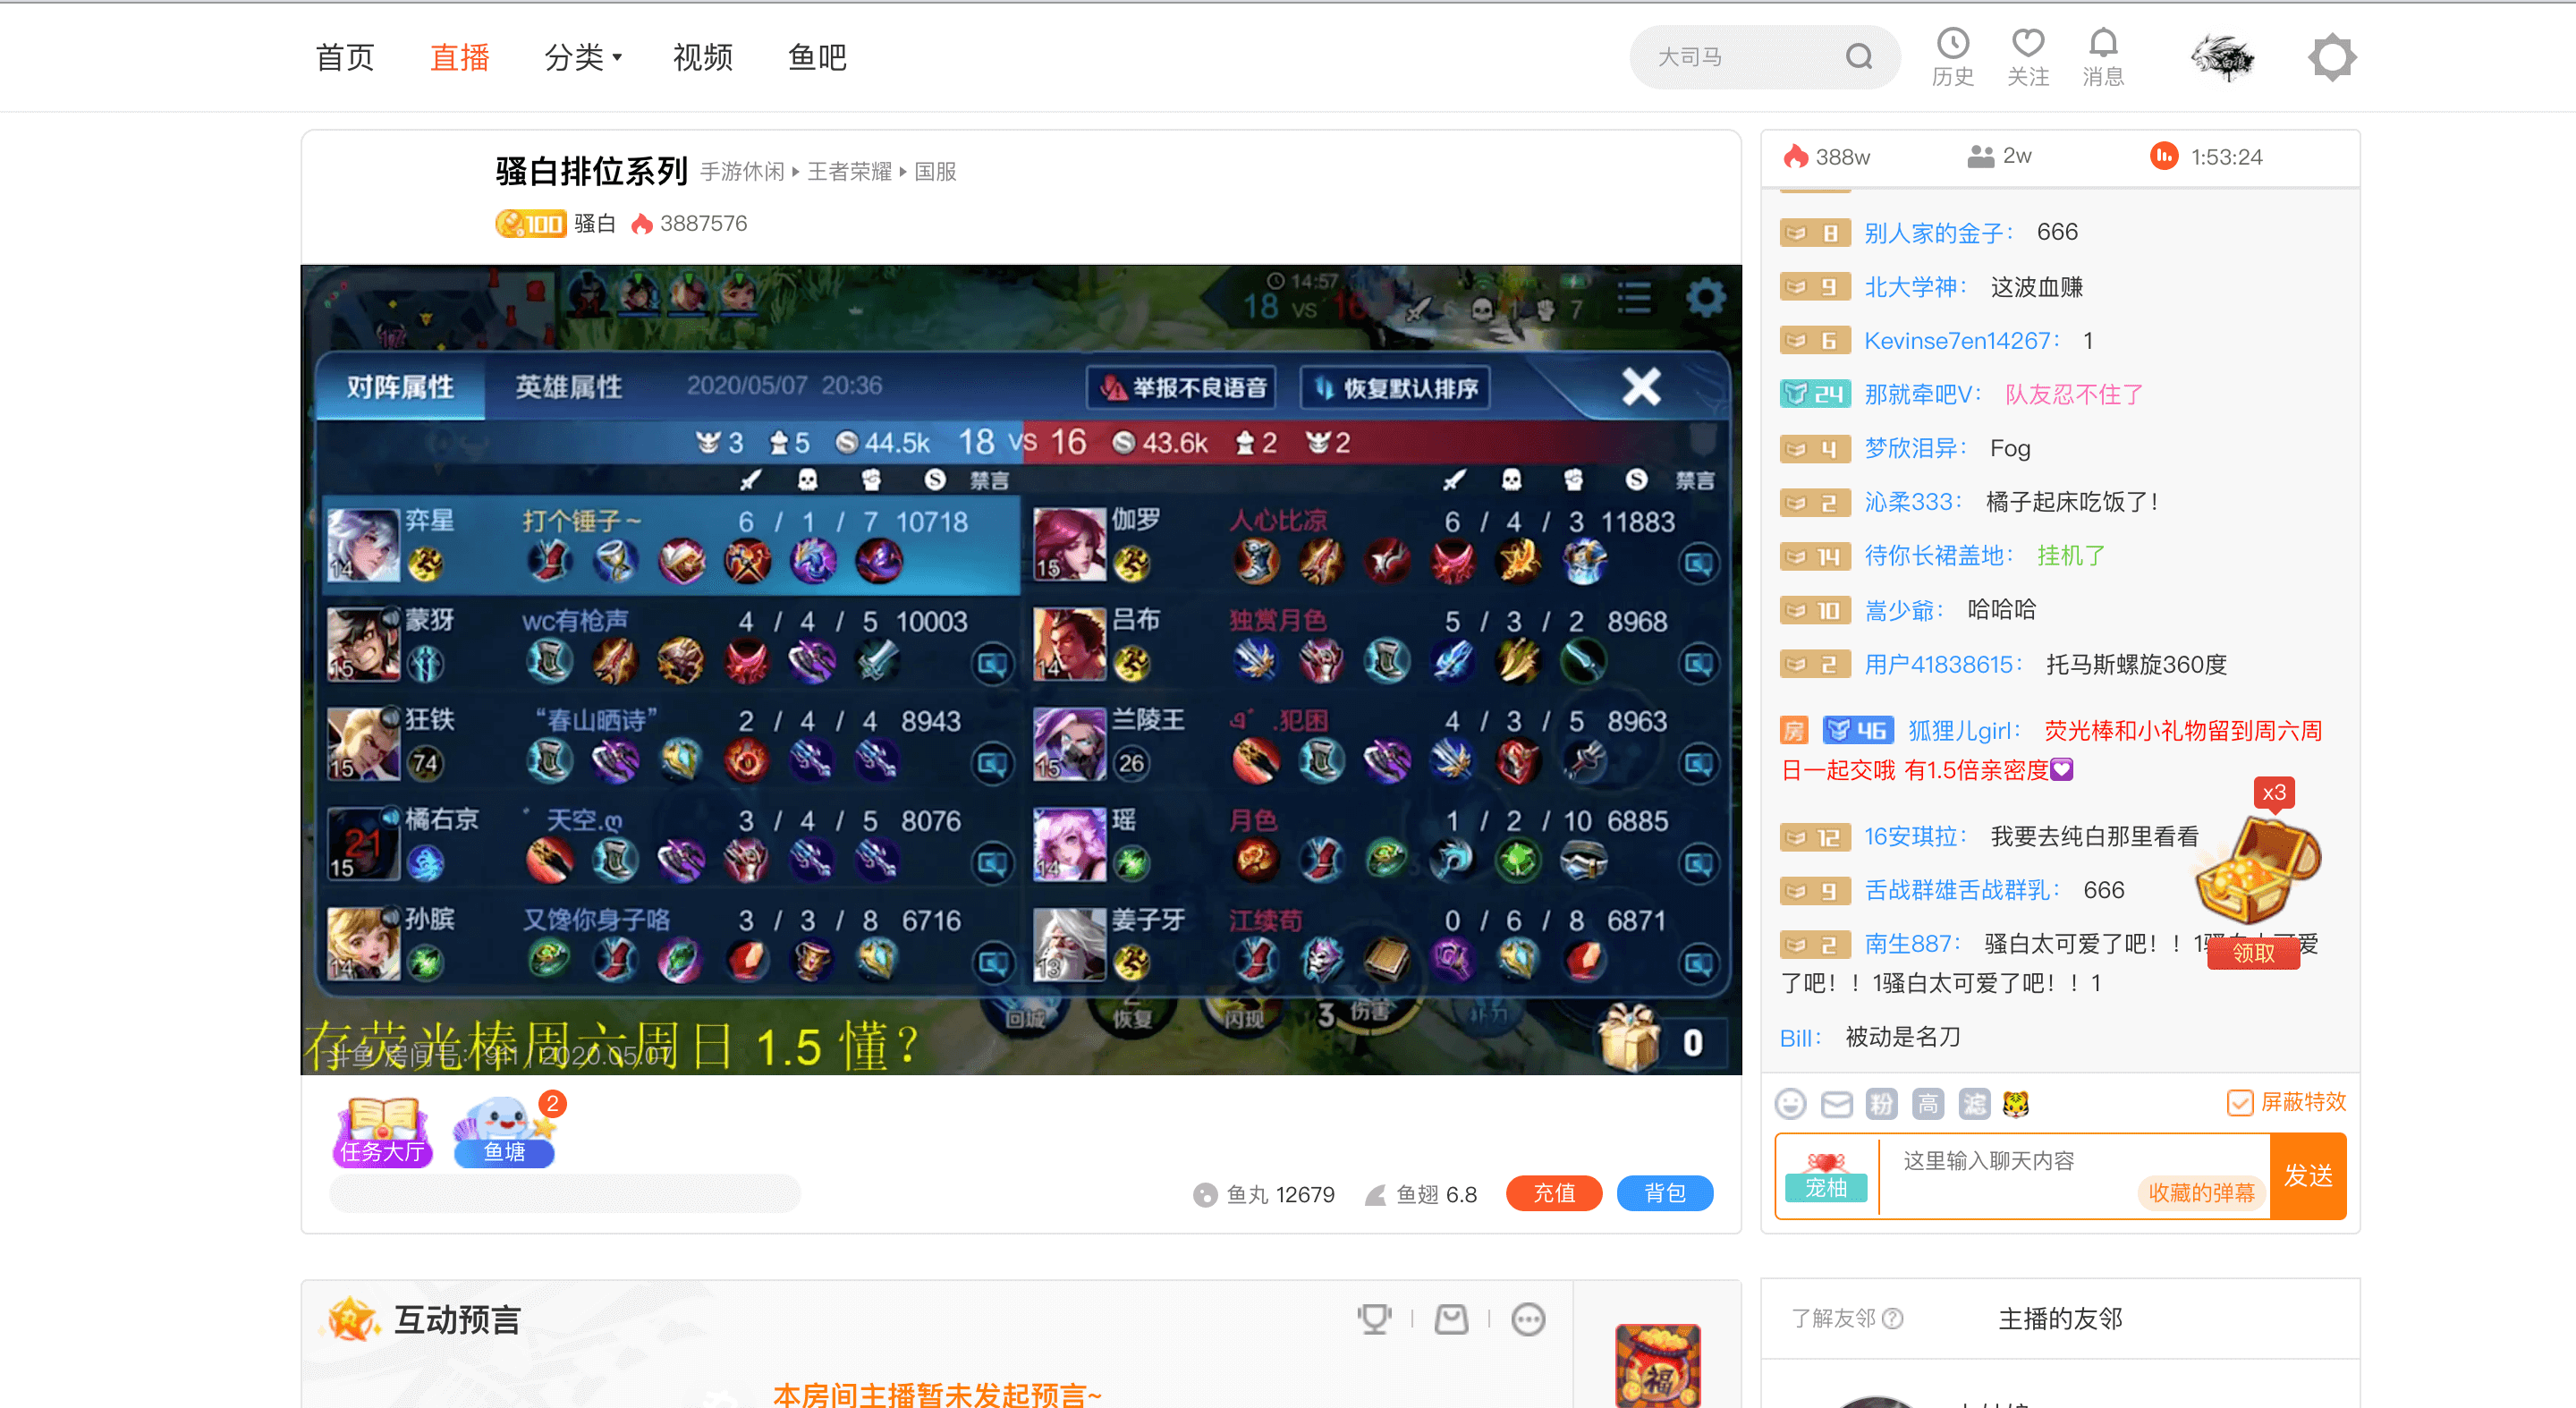 首页 直播 分类 视频 鱼吧
大司马
历史 关注 消息
骚白排位系列 手游休闲 王者荣耀 国服
100 骚白 3887576
14:57
18 VS 16 6 1 7
对阵属性 英雄属性 2020/05/07 20:36 举报不良语音 恢复默认排序
3 5 44.5k 18 VS 16 43.6k 2 2
禁言 禁言
弈星 打个锤子~ 6 / 1 / 7 10718
14
伽罗 人心比凉 6 / 4 / 3 11883
15
蒙犽 wc有枪声 4 / 4 / 5 10003
15
吕布 独赏月色 5 / 3 / 2 8968
14
狂铁 “春山晒诗” 2 / 4 / 4 8943
15 74
兰陵王 .犯困 4 / 3 / 5 8963
15 26
橘右京 天空.ღ 3 / 4 / 5 8076
21 15
瑶 月色 1 / 2 / 10 6885
14
孙膑 又馋你身子咯 3 / 3 / 8 6716
14
姜子牙 江续苟 0 / 6 / 8 6871
13
回城 恢复 闪现 3 伤害 补刀
存荧光棒周六周日 1.5 懂?
斗鱼 房间号: 911 / 2020.05.07
0
任务大厅 鱼塘 2
鱼丸 12679 鱼翅 6.8 充值 背包
互动预言
本房间主播暂未发起预言~
福
388w 2w 1:53:24
8 别人家的金子: 666
9 北大学神: 这波血赚
6 Kevinse7en14267: 1
24 那就牵吧V: 队友忍不住了
4 梦欣泪异: Fog
2 沁柔333: 橘子起床吃饭了!
14 待你长裙盖地: 挂机了
10 嵩少爺: 哈哈哈
2 用户41838615: 托马斯螺旋360度
房 46 狐狸儿girl: 荧光棒和小礼物留到周六周
日一起交哦 有1.5倍亲密度
x3
12 16安琪拉: 我要去纯白那里看看
9 舌战群雄舌战群乳: 666
2 南生887: 骚白太可爱了吧！！1骚白太可爱
领取
了吧！！1骚白太可爱了吧！！1
Bill: 被动是名刀
粉 高 滤 屏蔽特效
宠柚 这里输入聊天内容 收藏的弹幕 发送
了解友邻 主播的友邻